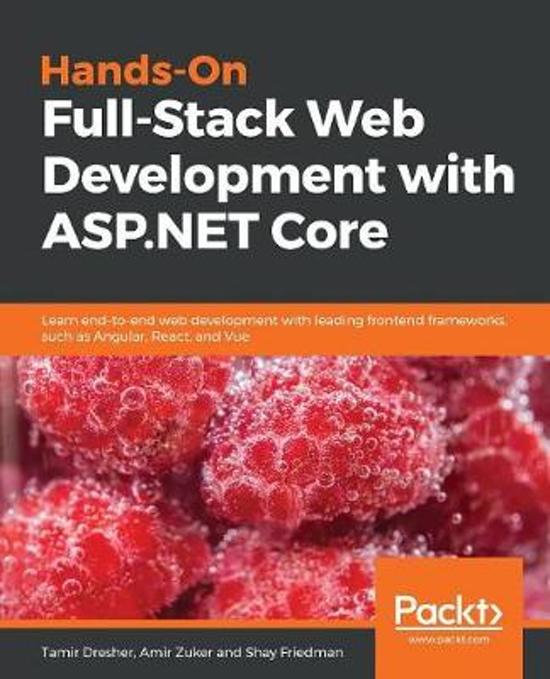 Hands-On
Full-Stack Web
Development with
ASP.NET Core
Learn end-to-end web development with leading frontend frameworks,
such as Angular, React, and Vue
Packt>
www.packt.com
Tamir Dresher, Amir Zuker and Shay Friedman